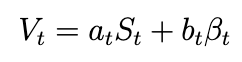 V_t = a_t S_t + b_t β_t